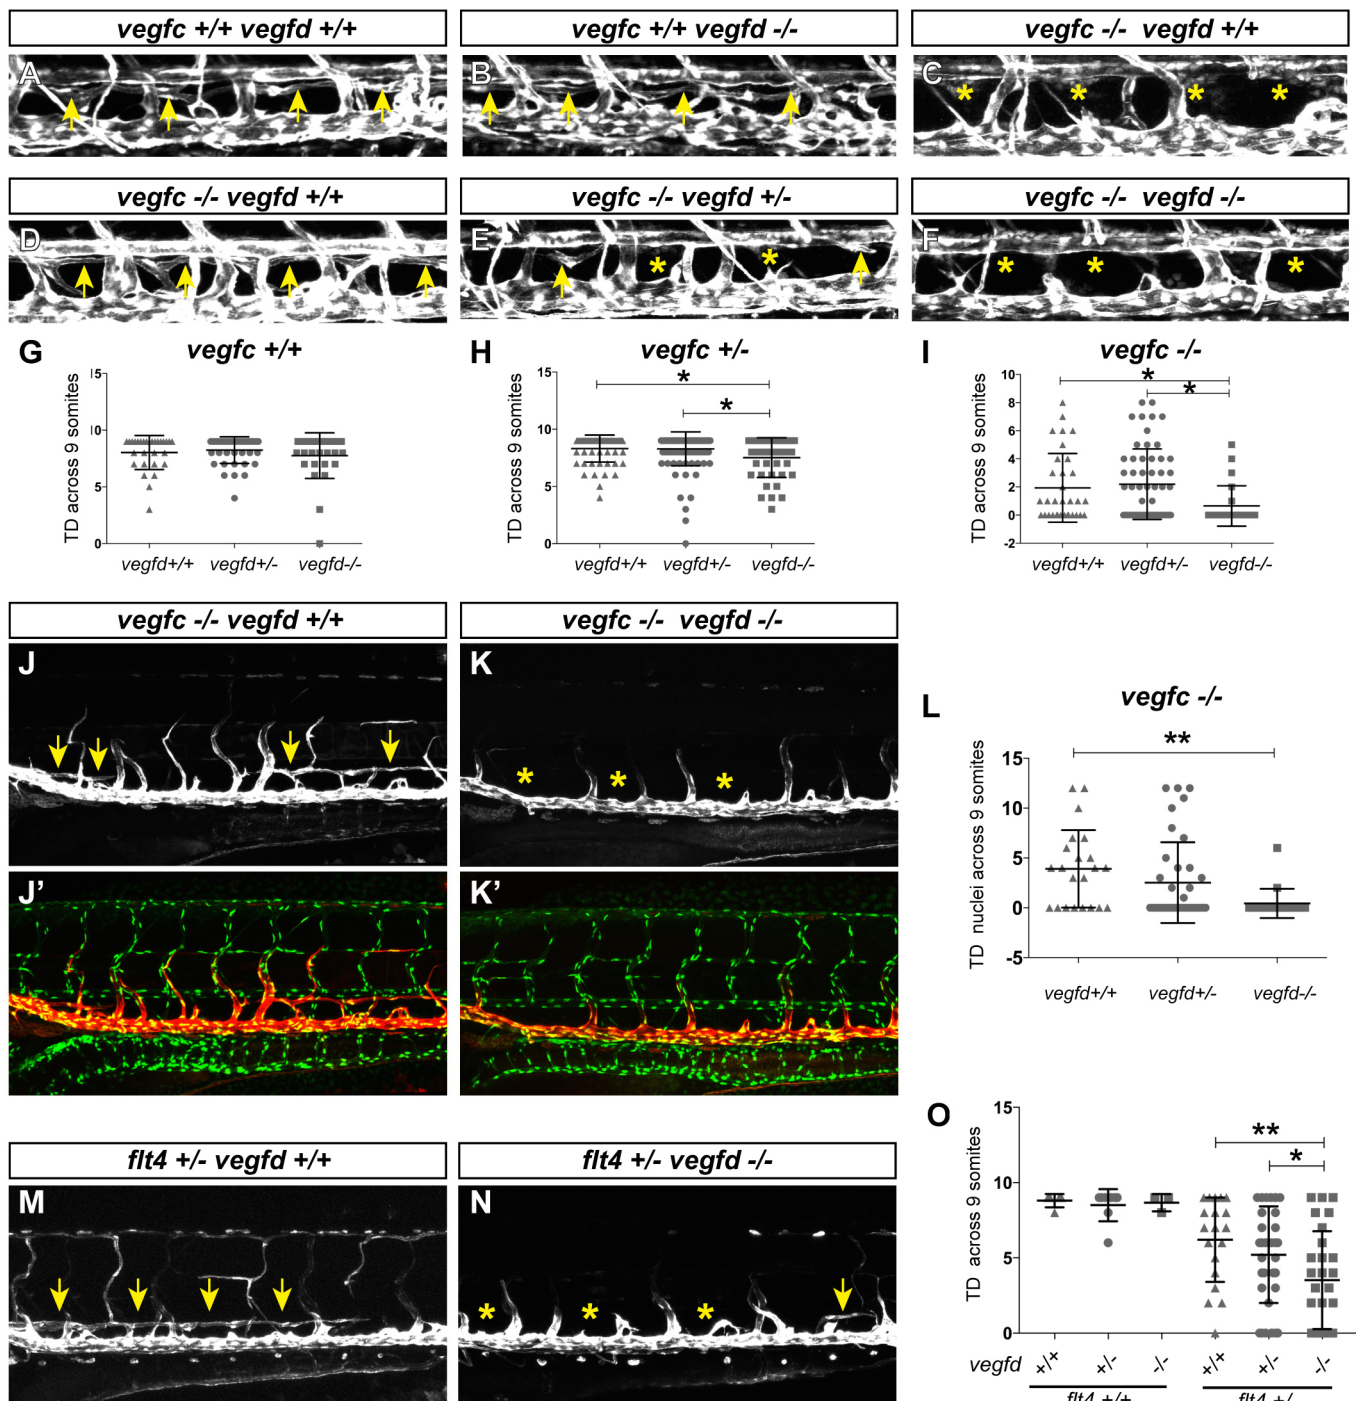 vegfc +/+ vegfd +/+
vegfc +/+ vegfd -/-
vegfc -/- vegfd +/+
A
B
C
* * * *
vegfc -/- vegfd +/+
vegfc -/- vegfd +/-
vegfc -/- vegfd -/-
D
E
* *
F
* * *
G
vegfc +/+
TD across 9 somites
15
10
5
0
vegfd+/+ vegfd+/- vegfd-/-
H
vegfc +/-
TD across 9 somites
15
10
5
0
*
*
vegfd+/+ vegfd+/- vegfd-/-
I
vegfc -/-
TD across 9 somites
10
8
6
4
2
0
-2
*
*
vegfd+/+ vegfd+/- vegfd-/-
vegfc -/- vegfd +/+
vegfc -/- vegfd -/-
J
K
* * *
J’
K’
L
vegfc -/-
TD nuclei across 9 somites
15
10
5
0
-5
**
vegfd+/+ vegfd+/- vegfd-/-
flt4 +/- vegfd +/+
flt4 +/- vegfd -/-
M
N
* * *
O
TD across 9 somites
15
10
5
0
**
*
vegfd +/+ +/- -/- +/+ +/- -/-
flt4 +/+